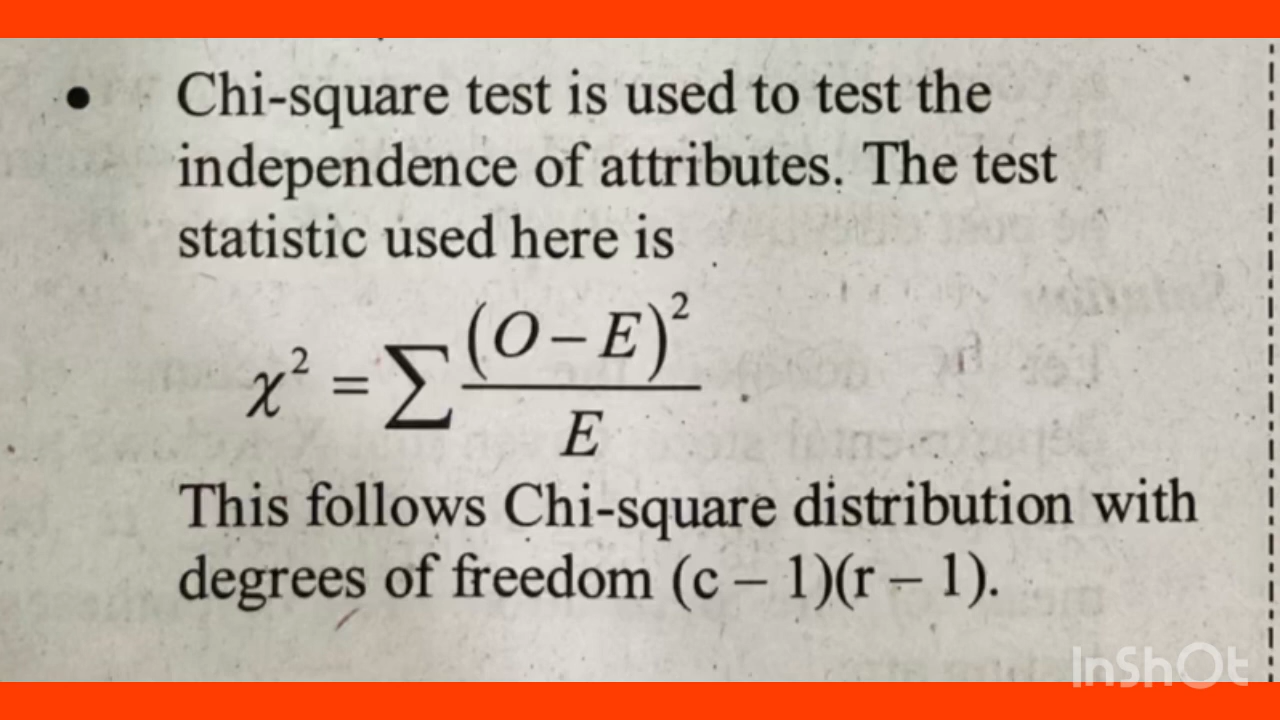 • Chi-square test is used to test the
independence of attributes. The test
statistic used here is
χ² = ∑ (O – E)² / E
This follows Chi-square distribution with
degrees of freedom (c – 1)(r – 1).
InShOt